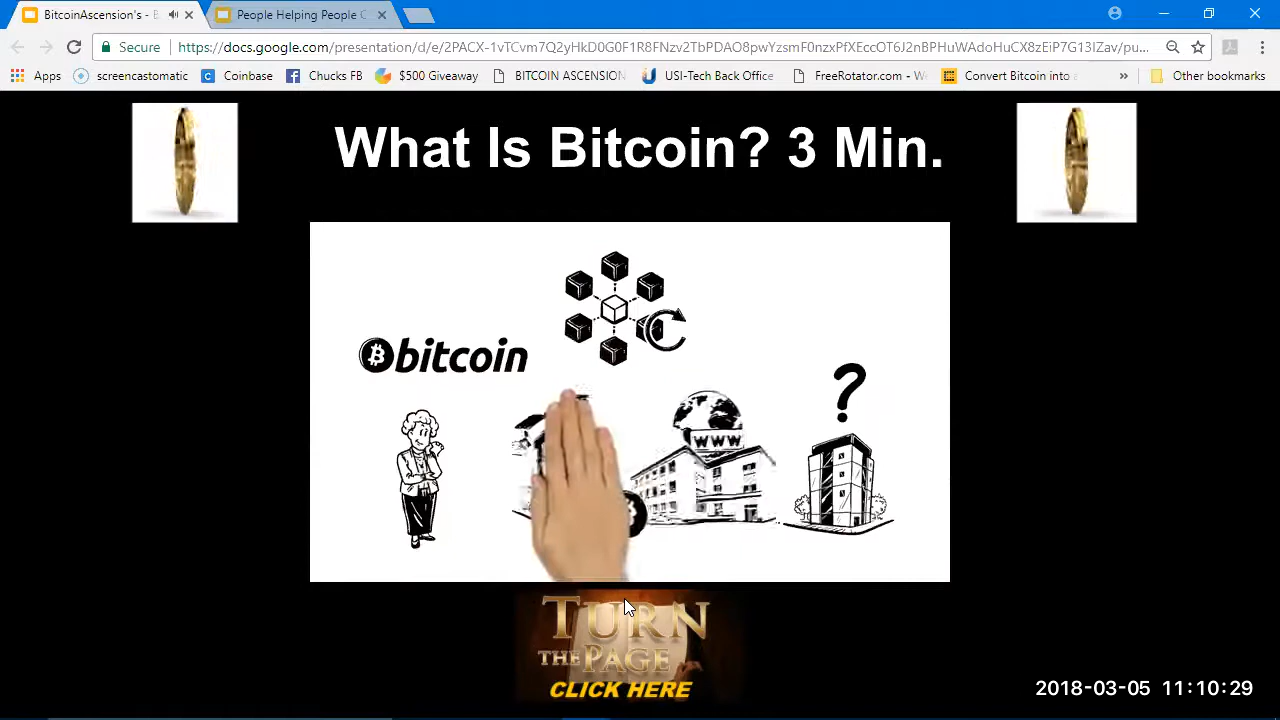 BitcoinAscension's - B
People Helping People C
Secure
https://docs.google.com/presentation/d/e/2PACX-1vTCvm7Q2yHkD0G0F1R8FNzv2TbPDAO8pwYzsmF0nzxPfXEccOT6J2nBPHuWAdoHuCX8zEiP7G13IZav/pu...
Apps
screencastomatic
Coinbase
Chucks FB
$500 Giveaway
BITCOIN ASCENSION
USI-Tech Back Office
FreeRotator.com - We
Convert Bitcoin into
»
Other bookmarks
What Is Bitcoin? 3 Min.
bitcoin
?
WWW
TURN
THE PAGE
CLICK HERE
2018-03-05 11:10:29